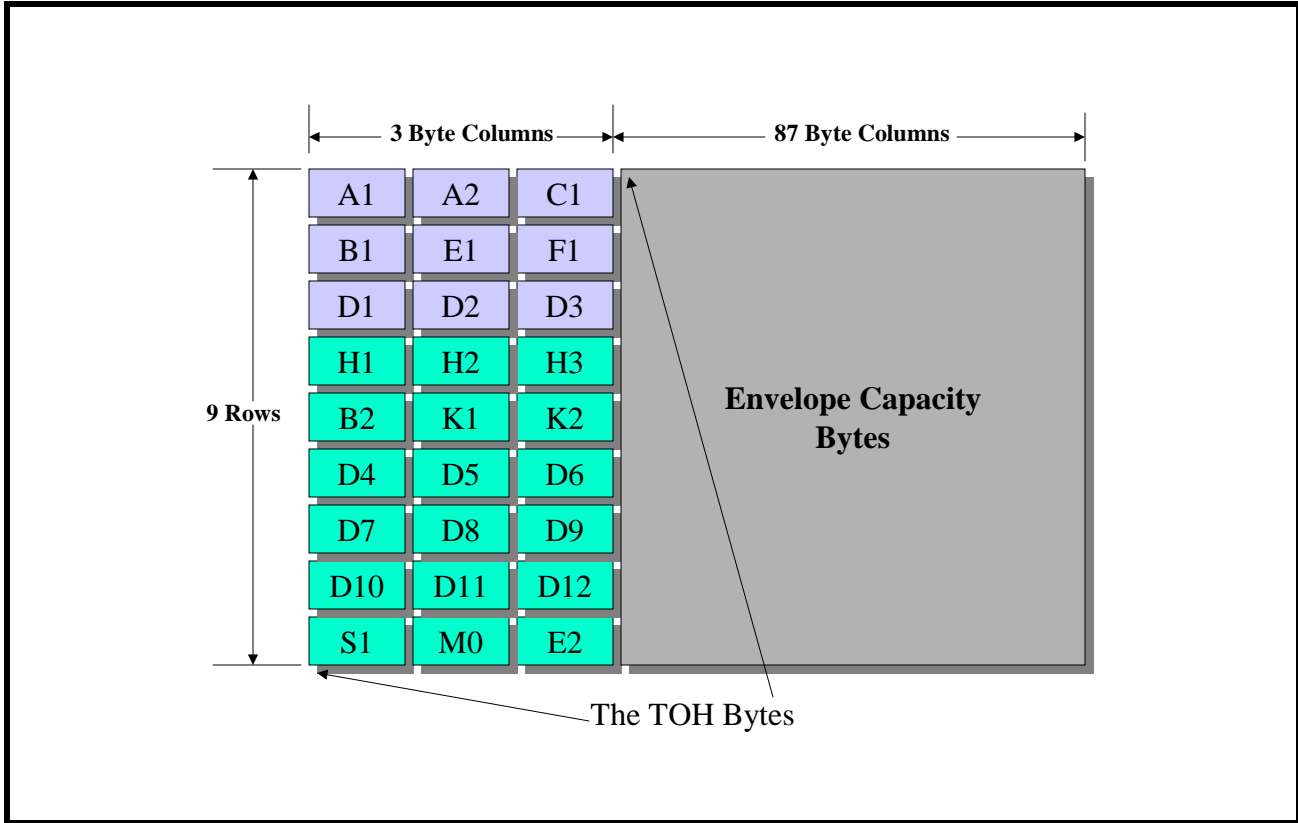 3 Byte Columns
87 Byte Columns
A1 A2 C1
B1 E1 F1
D1 D2 D3
H1 H2 H3
9 Rows
B2 K1 K2
Envelope Capacity
Bytes
D4 D5 D6
D7 D8 D9
D10 D11 D12
S1 M0 E2
The TOH Bytes